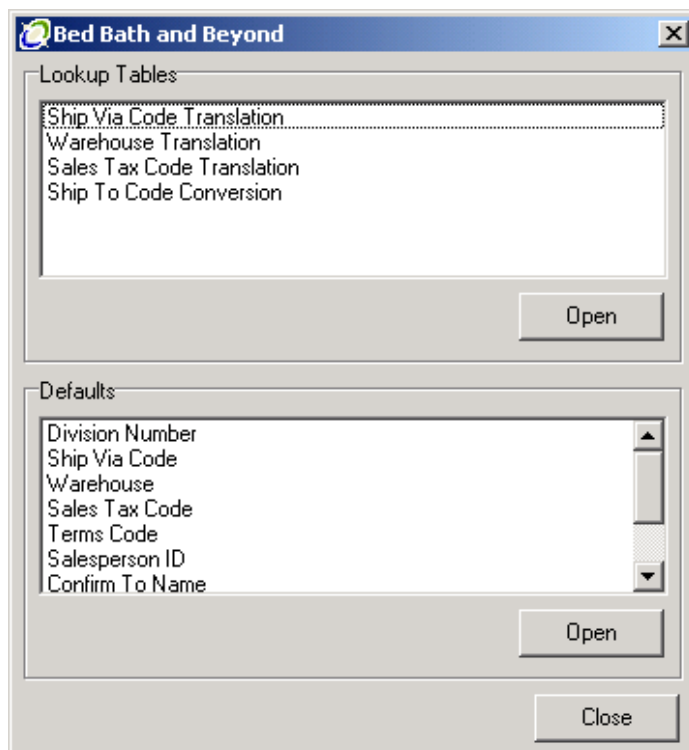 Bed Bath and Beyond
Lookup Tables
Ship Via Code Translation
Warehouse Translation
Sales Tax Code Translation
Ship To Code Conversion
Open
Defaults
Division Number
Ship Via Code
Warehouse
Sales Tax Code
Terms Code
Salesperson ID
Confirm To Name
Open
Close